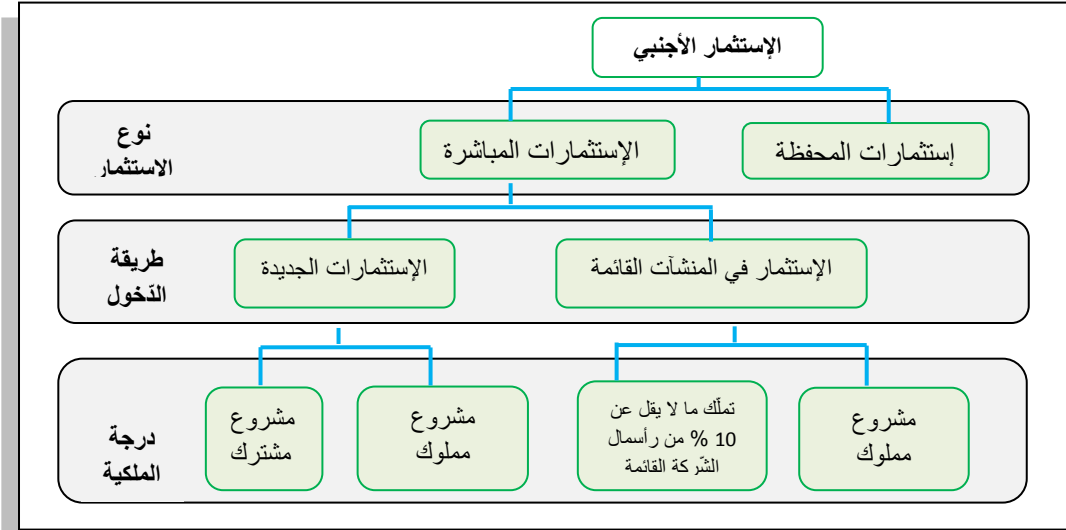 الإستثمار الأجنبي
نوع
الاستثمار
إستثمارات المحفظة
الإستثمارات المباشرة
طريقة
الدّخول
الإستثمار في المنشآت القائمة
الإستثمارات الجديدة
درجة
الملكية
مشروع
مملوك
تملّك ما لا يقل عن
10 % من رأسمال
الشّركة القائمة
مشروع
مملوك
مشروع
مشترك